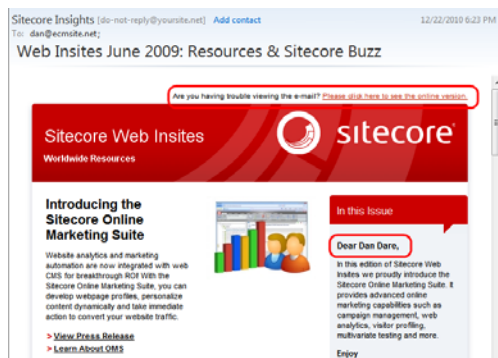 Sitecore Insights [do-not-reply@yoursite.net] Add contact 12/22/2010 6:23 PM
To: dan@ecmsite.net;
Web Insites June 2009: Resources & Sitecore Buzz
Are you having trouble viewing the e-mail? Please click here to see the online version.
Sitecore Web Insites
Worldwide Resources
sitecore
Introducing the
Sitecore Online
Marketing Suite
Website analytics and marketing
automation are now integrated with web
CMS for breakthrough ROI! With the
Sitecore Online Marketing Suite, you can
develop webpage profiles, personalize
content dynamically and take immediate
action to convert your website traffic.
> View Press Release
> Learn About OMS
In this Issue
Dear Dan Dare,
In this edition of Sitecore Web
Insites we proudly introduce the
Sitecore Online Marketing Suite. It
provides advanced online
marketing capabilities such as
campaign management, web
analytics, visitor profiling,
multivariate testing and more.
Enjoy